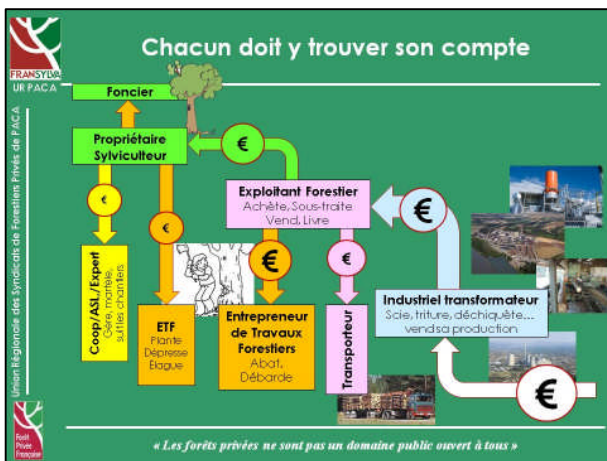 Chacun doit y trouver son compte
FRANSYLVA
UR PACA
Union Régionale des Syndicats de Forestiers Privés de PACA
Foncier
Propriétaire
Sylviculteur
€
Exploitant Forestier
Achète, Sous-traite
Vend, Livre
€
€
€
€
€
Coop/ASL/Expert
Gère, martèle,
suit les chantiers
ETF
Plante
Dépresse
Élague
Entrepreneur
de Travaux
Forestiers
Abat,
Débarde
Transporteur
Industriel transformateur
Scie, triture, déchiquète…
vend sa production
€
Forêt
Privée
Française
« Les forêts privées ne sont pas un domaine public ouvert à tous »